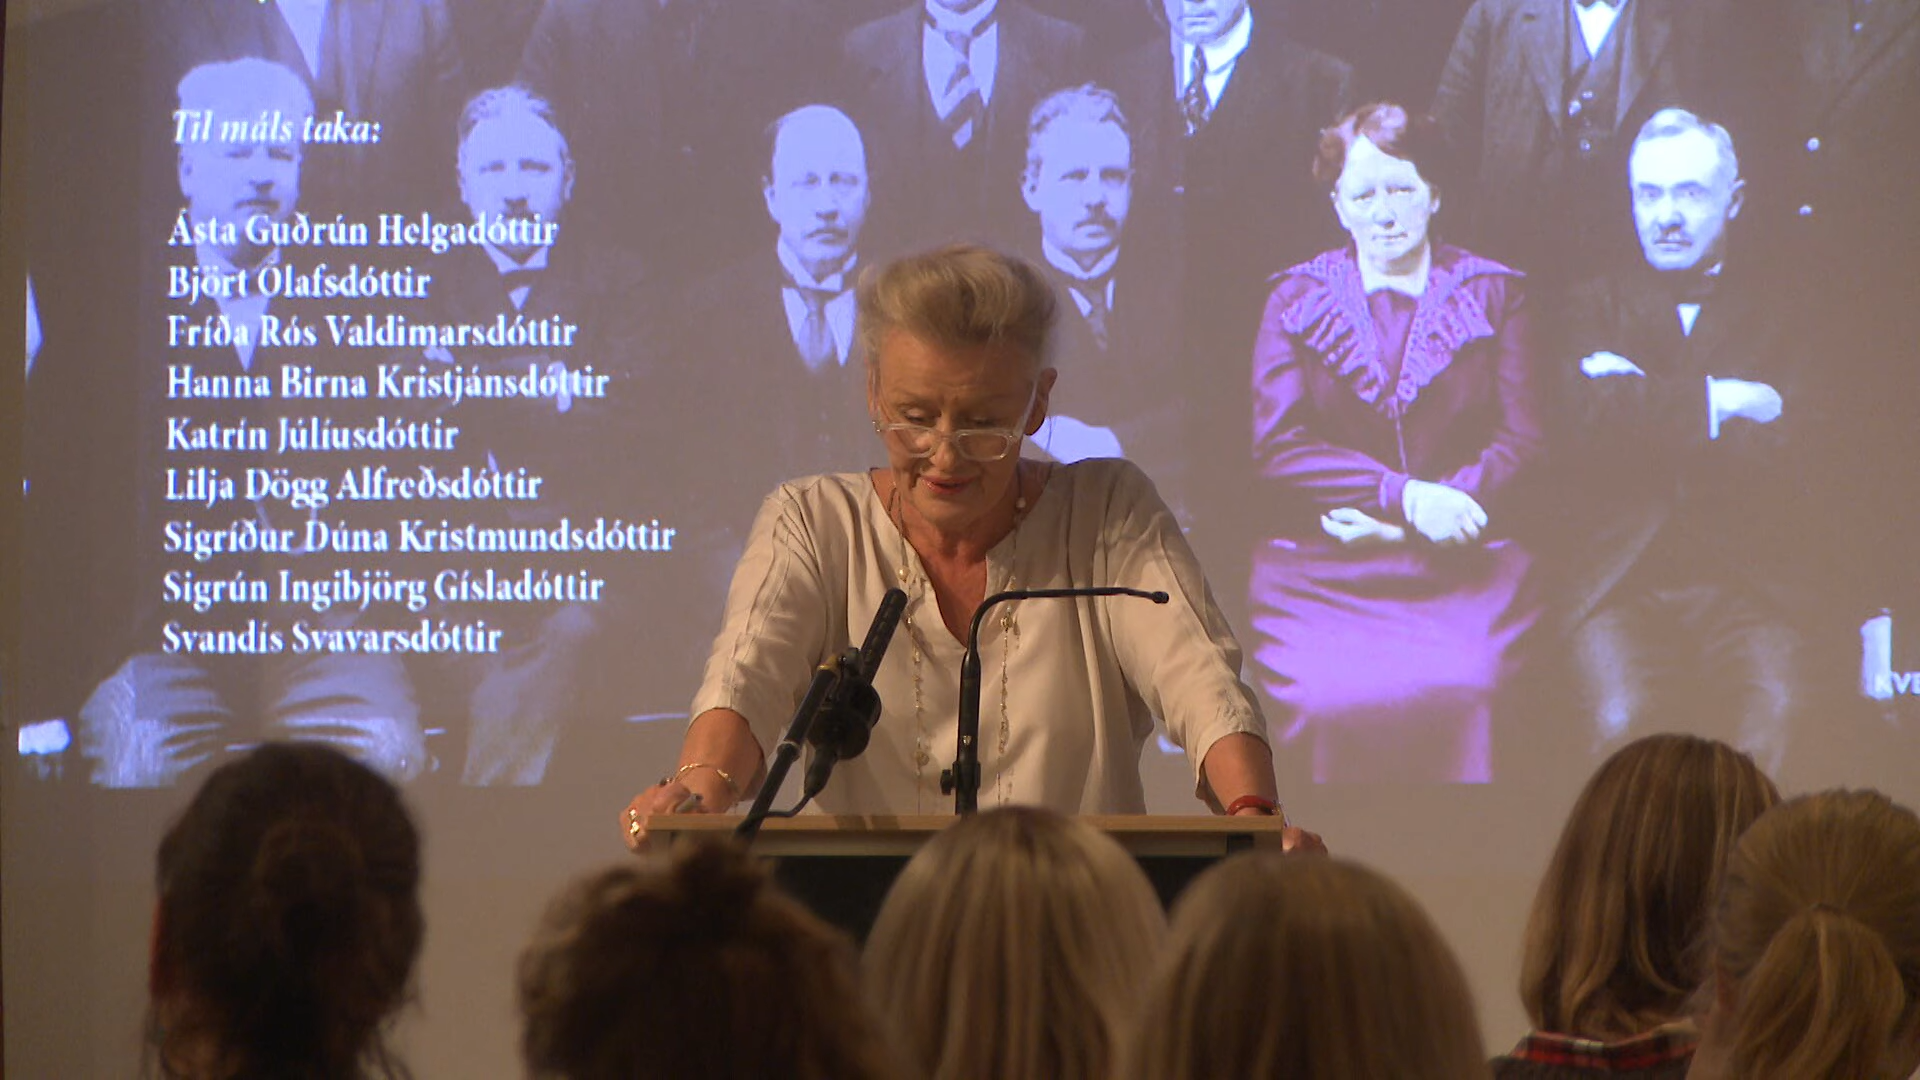 Til máls taka:
Ásta Guðrún Helgadóttir
Björt Ólafsdóttir
Fríða Rós Valdimarsdóttir
Hanna Birna Kristjánsdóttir
Katrín Júlíusdóttir
Lilja Dögg Alfreðsdóttir
Sigríður Dúna Kristmundsdóttir
Sigrún Ingibjörg Gísladóttir
Svandís Svavarsdóttir